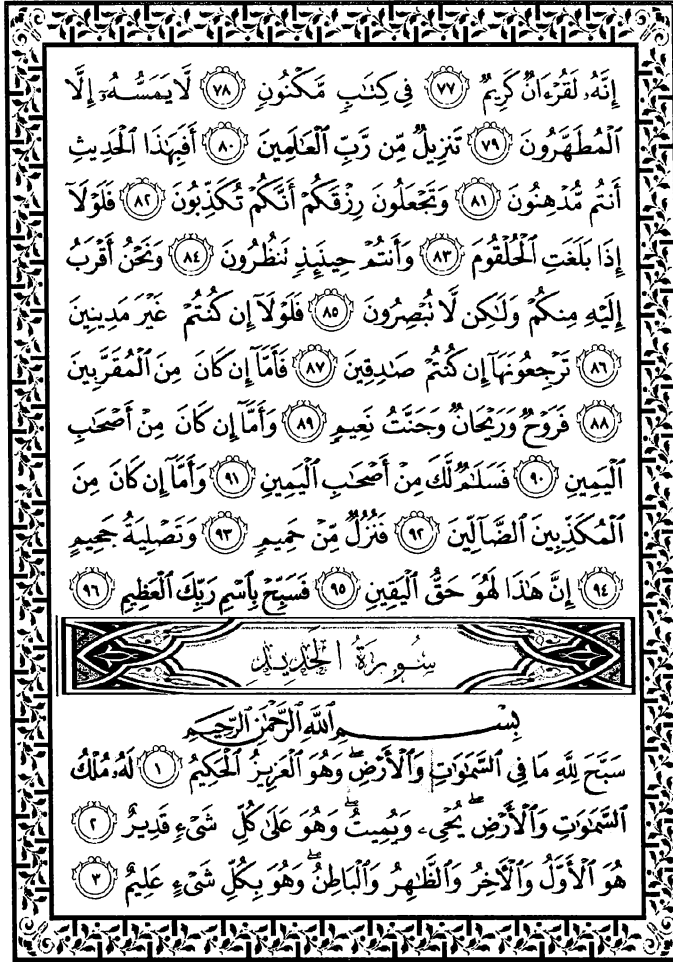 إِنَّهُۥ لَقُرْءَانٌ كَرِيمٌ ٧٧ فِى كِتَٰبٍ مَّكْنُونٍ ٧٨ لَّا يَمَسُّهُۥٓ إِلَّا
ٱلْمُطَهَّرُونَ ٧٩ تَنزِيلٌ مِّن رَّبِّ ٱلْعَٰلَمِينَ ٨٠ أَفَبِهَٰذَا ٱلْحَدِيثِ
أَنتُم مُّدْهِنُونَ ٨١ وَتَجْعَلُونَ رِزْقَكُمْ أَنَّكُمْ تُكَذِّبُونَ ٨٢ فَلَوْلَآ
إِذَا بَلَغَتِ ٱلْحُلْقُومَ ٨٣ وَأَنتُمْ حِينَئِذٍ تَنظُرُونَ ٨٤ وَنَحْنُ أَقْرَبُ
إِلَيْهِ مِنكُمْ وَلَٰكِن لَّا تُبْصِرُونَ ٨٥ فَلَوْلَآ إِن كُنتُمْ غَيْرَ مَدِينِينَ
٨٦ تَرْجِعُونَهَآ إِن كُنتُمْ صَٰدِقِينَ ٨٧ فَأَمَّآ إِن كَانَ مِنَ ٱلْمُقَرَّبِينَ
٨٨ فَرَوْحٌ وَرَيْحَانٌ وَجَنَّتُ نَعِيمٍ ٨٩ وَأَمَّآ إِن كَانَ مِنْ أَصْحَٰبِ
ٱلْيَمِينِ ٩٠ فَسَلَٰمٌ لَّكَ مِنْ أَصْحَٰبِ ٱلْيَمِينِ ٩١ وَأَمَّآ إِن كَانَ مِنَ
ٱلْمُكَذِّبِينَ ٱلضَّآلِّينَ ٩٢ فَنُزُلٌ مِّنْ حَمِيمٍ ٩٣ وَتَصْلِيَةُ جَحِيمٍ
٩٤ إِنَّ هَٰذَا لَهُوَ حَقُّ ٱلْيَقِينِ ٩٥ فَسَبِّحْ بِٱسْمِ رَبِّكَ ٱلْعَظِيمِ ٩٦
سُورَةُ الحَدِيدِ
بِسْمِ ٱللَّهِ ٱلرَّحْمَٰنِ ٱلرَّحِيمِ
سَبَّحَ لِلَّهِ مَا فِى ٱلسَّمَٰوَٰتِ وَٱلْأَرْضِ ۖ وَهُوَ ٱلْعَزِيزُ ٱلْحَكِيمُ ١ لَهُۥ مُلْكُ
ٱلسَّمَٰوَٰتِ وَٱلْأَرْضِ ۖ يُحْىِۦ وَيُمِيتُ ۖ وَهُوَ عَلَىٰ كُلِّ شَىْءٍ قَدِيرٌ ٢
هُوَ ٱلْأَوَّلُ وَٱلْءَاخِرُ وَٱلظَّٰهِرُ وَٱلْبَاطِنُ ۖ وَهُوَ بِكُلِّ شَىْءٍ عَلِيمٌ ٣